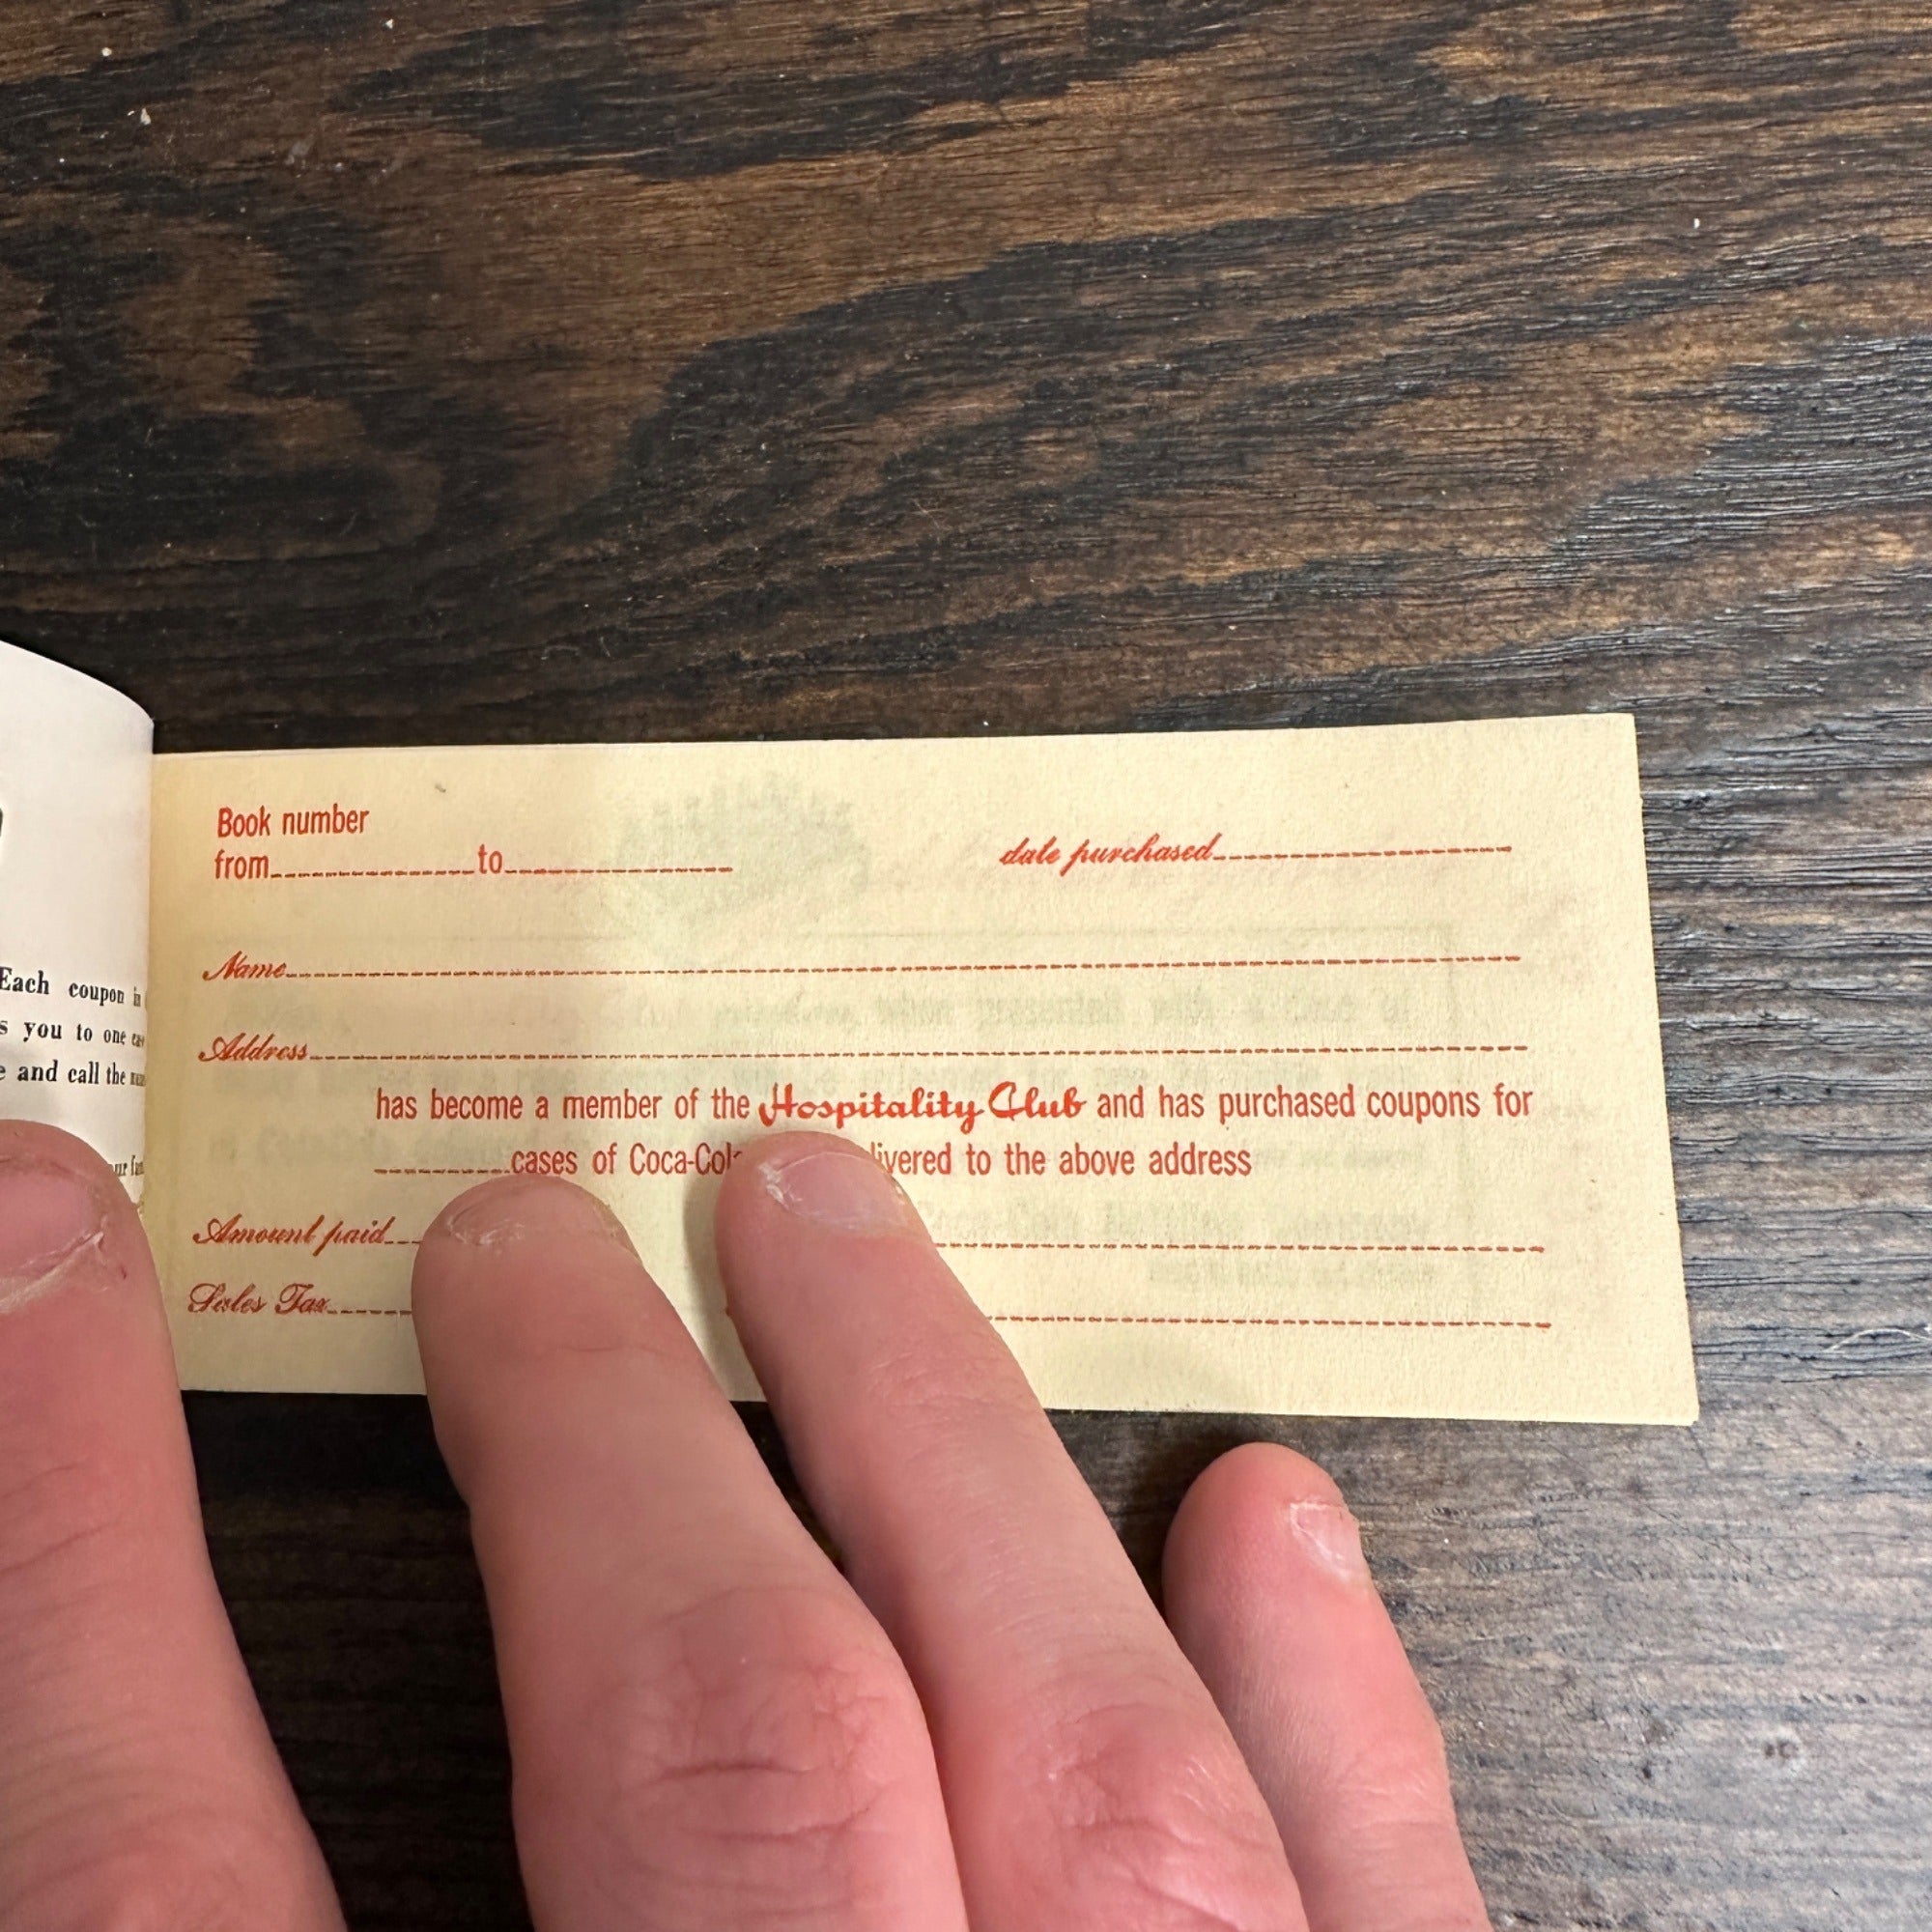 Book number
from to
date purchased
Name
Address
has become a member of the Hospitality Club and has purchased coupons for
cases of Coca-Col livered to the above address
Amount paid
Sales Tax
Each coupon in
s you to one
e and call the